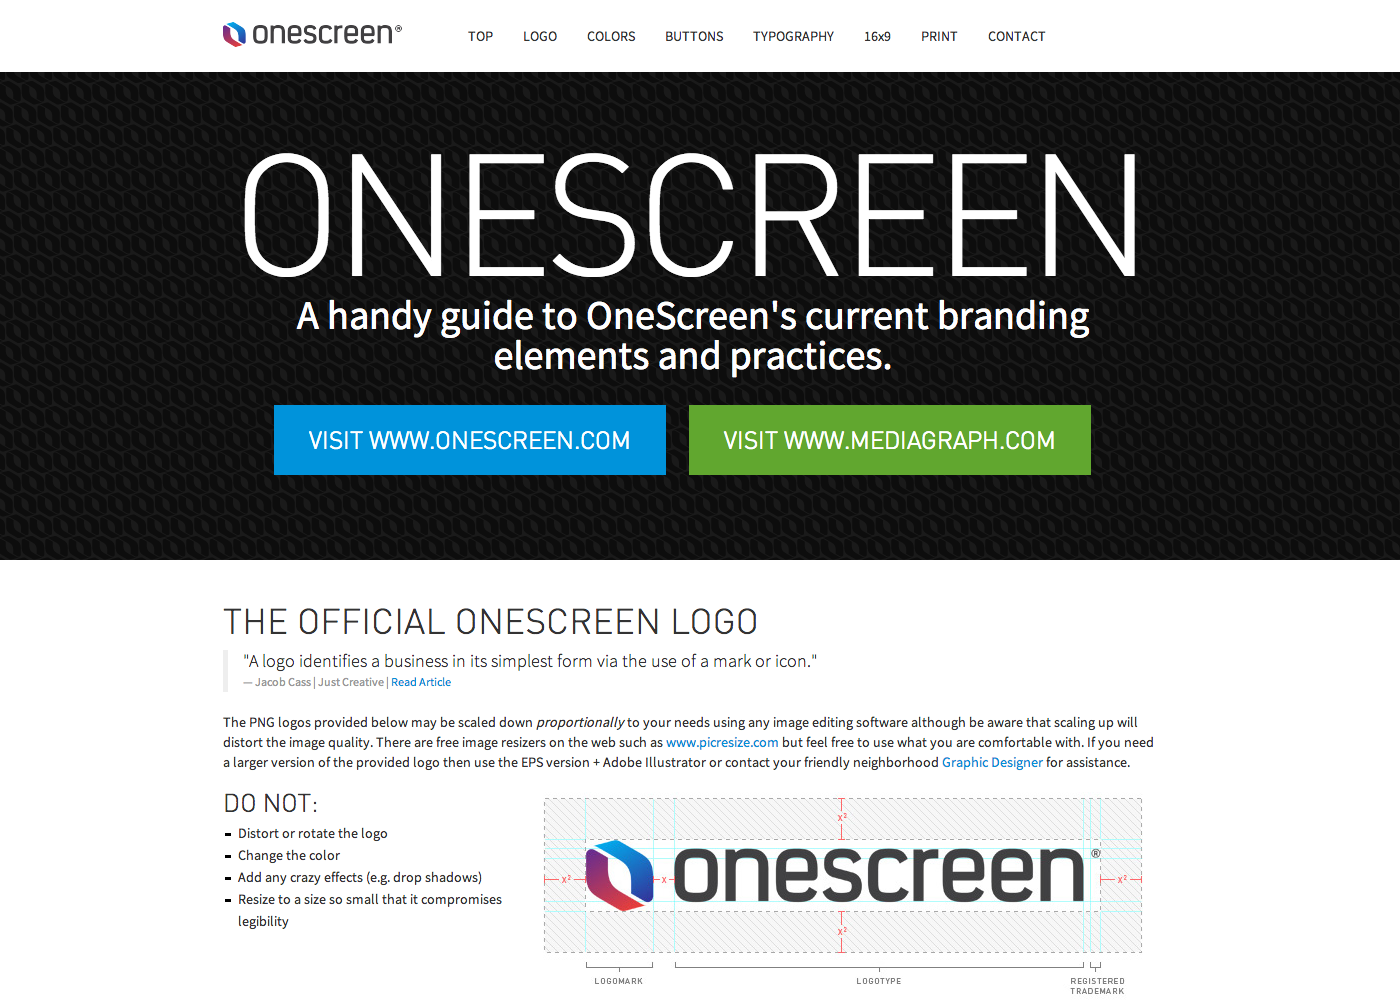 onescreen®
TOP LOGO COLORS BUTTONS TYPOGRAPHY 16x9 PRINT CONTACT
ONESCREEN
A handy guide to OneScreen's current branding
elements and practices.
VISIT WWW.ONESCREEN.COM
VISIT WWW.MEDIAGRAPH.COM
THE OFFICIAL ONESCREEN LOGO
"A logo identifies a business in its simplest form via the use of a mark or icon."
— Jacob Cass | Just Creative | Read Article
The PNG logos provided below may be scaled down proportionally to your needs using any image editing software although be aware that scaling up will
distort the image quality. There are free image resizers on the web such as www.picresize.com but feel free to use what you are comfortable with. If you need
a larger version of the provided logo then use the EPS version + Adobe Illustrator or contact your friendly neighborhood Graphic Designer for assistance.
DO NOT:
Distort or rotate the logo
Change the color
Add any crazy effects (e.g. drop shadows)
Resize to a size so small that it compromises
legibility
X²
X² X onescreen® X²
X²
LOGOMARK LOGOTYPE REGISTERED
TRADEMARK